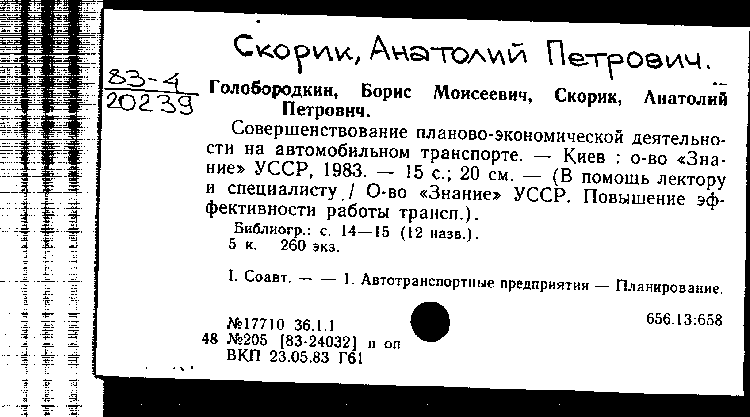 Скорик, Анатолий Петрович.
83-4
20239
Голобородкин, Борис Моисеевич, Скорик, Анатолий
Петрович.
Совершенствование планово-экономической деятельно-
сти на автомобильном транспорте. — Киев : о-во «Зна-
ние» УССР, 1983. — 15 с.; 20 см. — (В помощь лектору
и специалисту / О-во «Знание» УССР. Повышение эф-
фективности работы трансп.).
Библиогр.: с. 14—15 (12 назв.).
5 к. 260 экз.
I. Соавт. — — 1. Автотранспортные предприятия — Планирование.
656.13:658
№17710 36.1.1
48 №205 [83-24032] п оп
ВКП 23.05.83 Г61